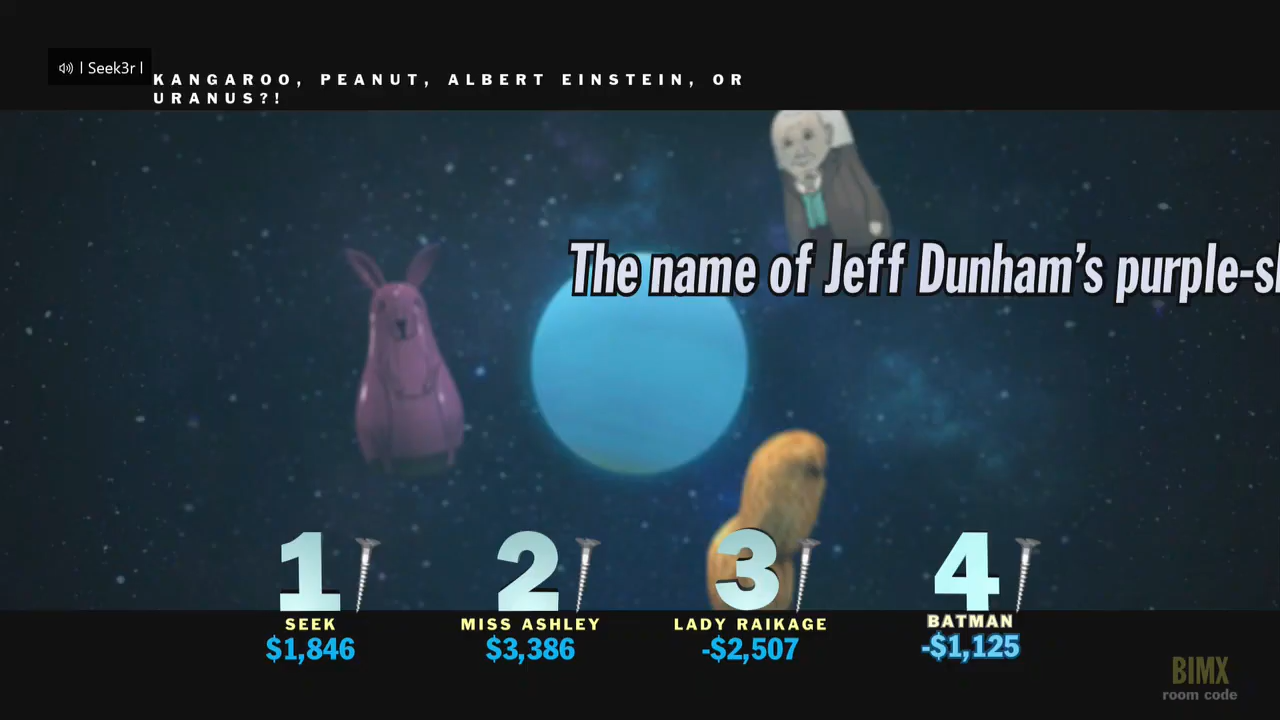 l Seek3r l
KANGAROO, PEANUT, ALBERT EINSTEIN, OR
URANUS?!
The name of Jeff Dunham's purple-s
1
2
3
4
SEEK
MISS ASHLEY
LADY RAIKAGE
BATMAN
$1,846
$3,386
-$2,507
-$1,125
BIMX
room code